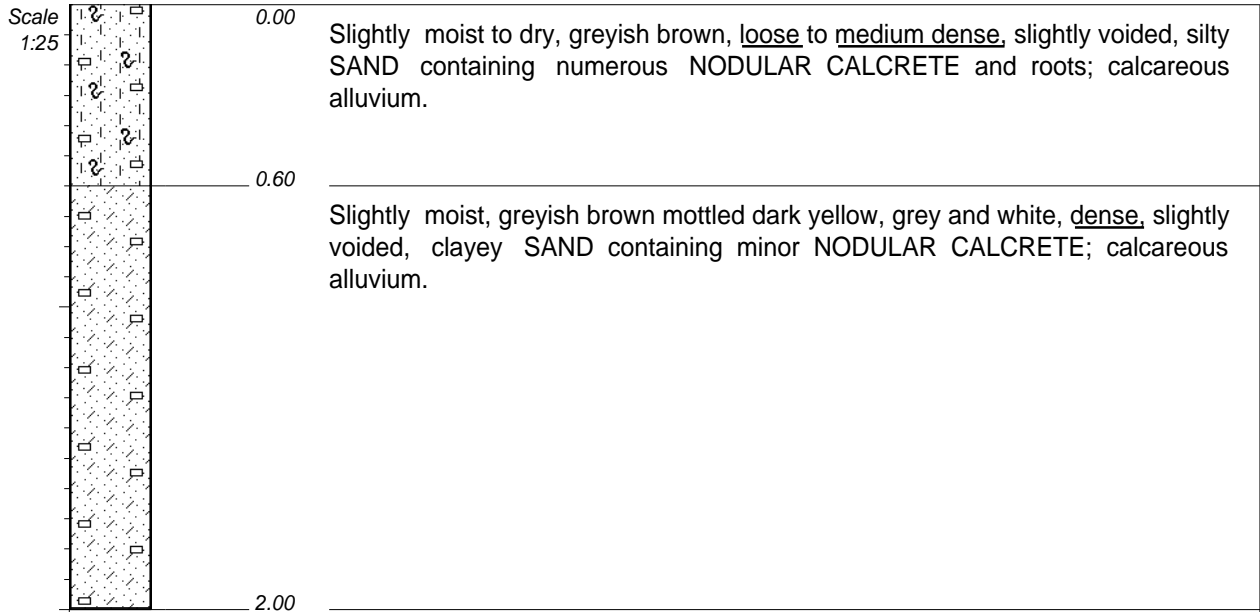 Scale
1:25
0.00
Slightly moist to dry, greyish brown, loose to medium dense, slightly voided, silty
SAND containing numerous NODULAR CALCRETE and roots; calcareous
alluvium.
0.60
Slightly moist, greyish brown mottled dark yellow, grey and white, dense, slightly
voided, clayey SAND containing minor NODULAR CALCRETE; calcareous
alluvium.
2.00